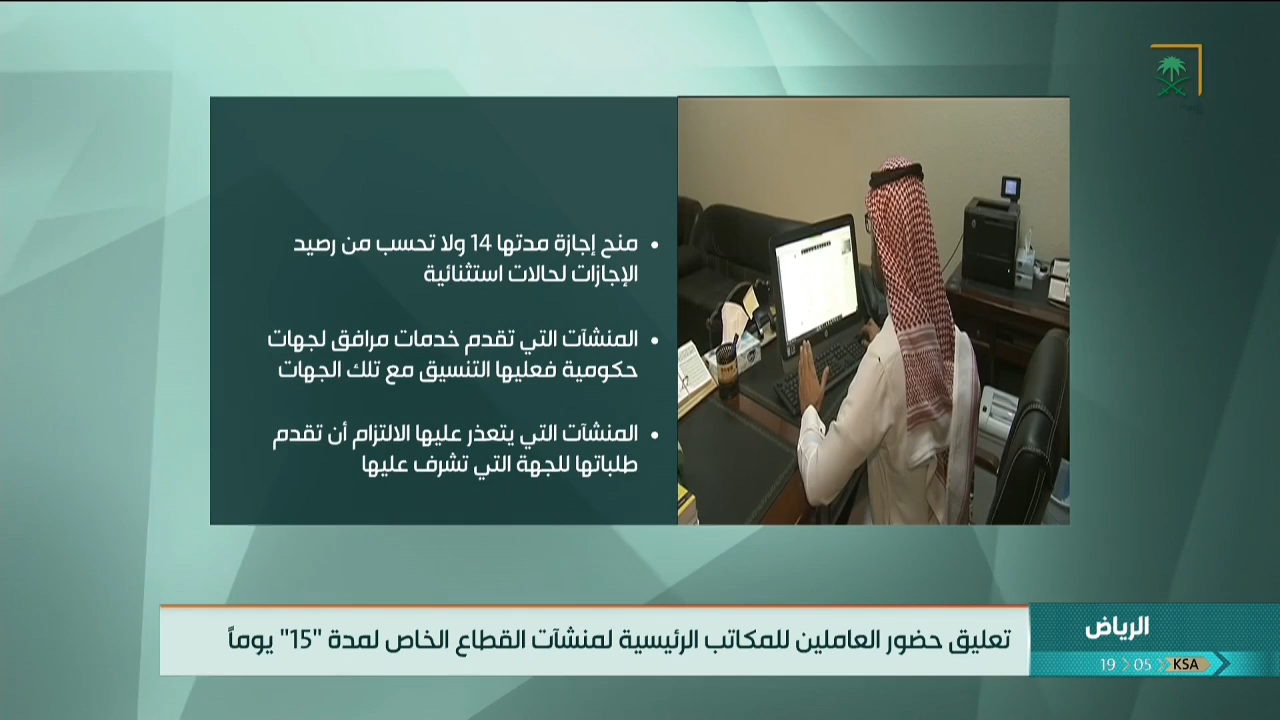 • منح إجازة مدتها 14 ولا تحسب من رصيد
الإجازات لحالات استثنائية
• المنشآت التي تقدم خدمات مرافق لجهات
حكومية فعليها التنسيق مع تلك الجهات
• المنشآت التي يتعذر عليها الالتزام أن تقدم
طلباتها للجهة التي تشرف عليها
الرياض
تعليق حضور العاملين للمكاتب الرئيسية لمنشآت القطاع الخاص لمدة "15" يوماً
19 05 KSA